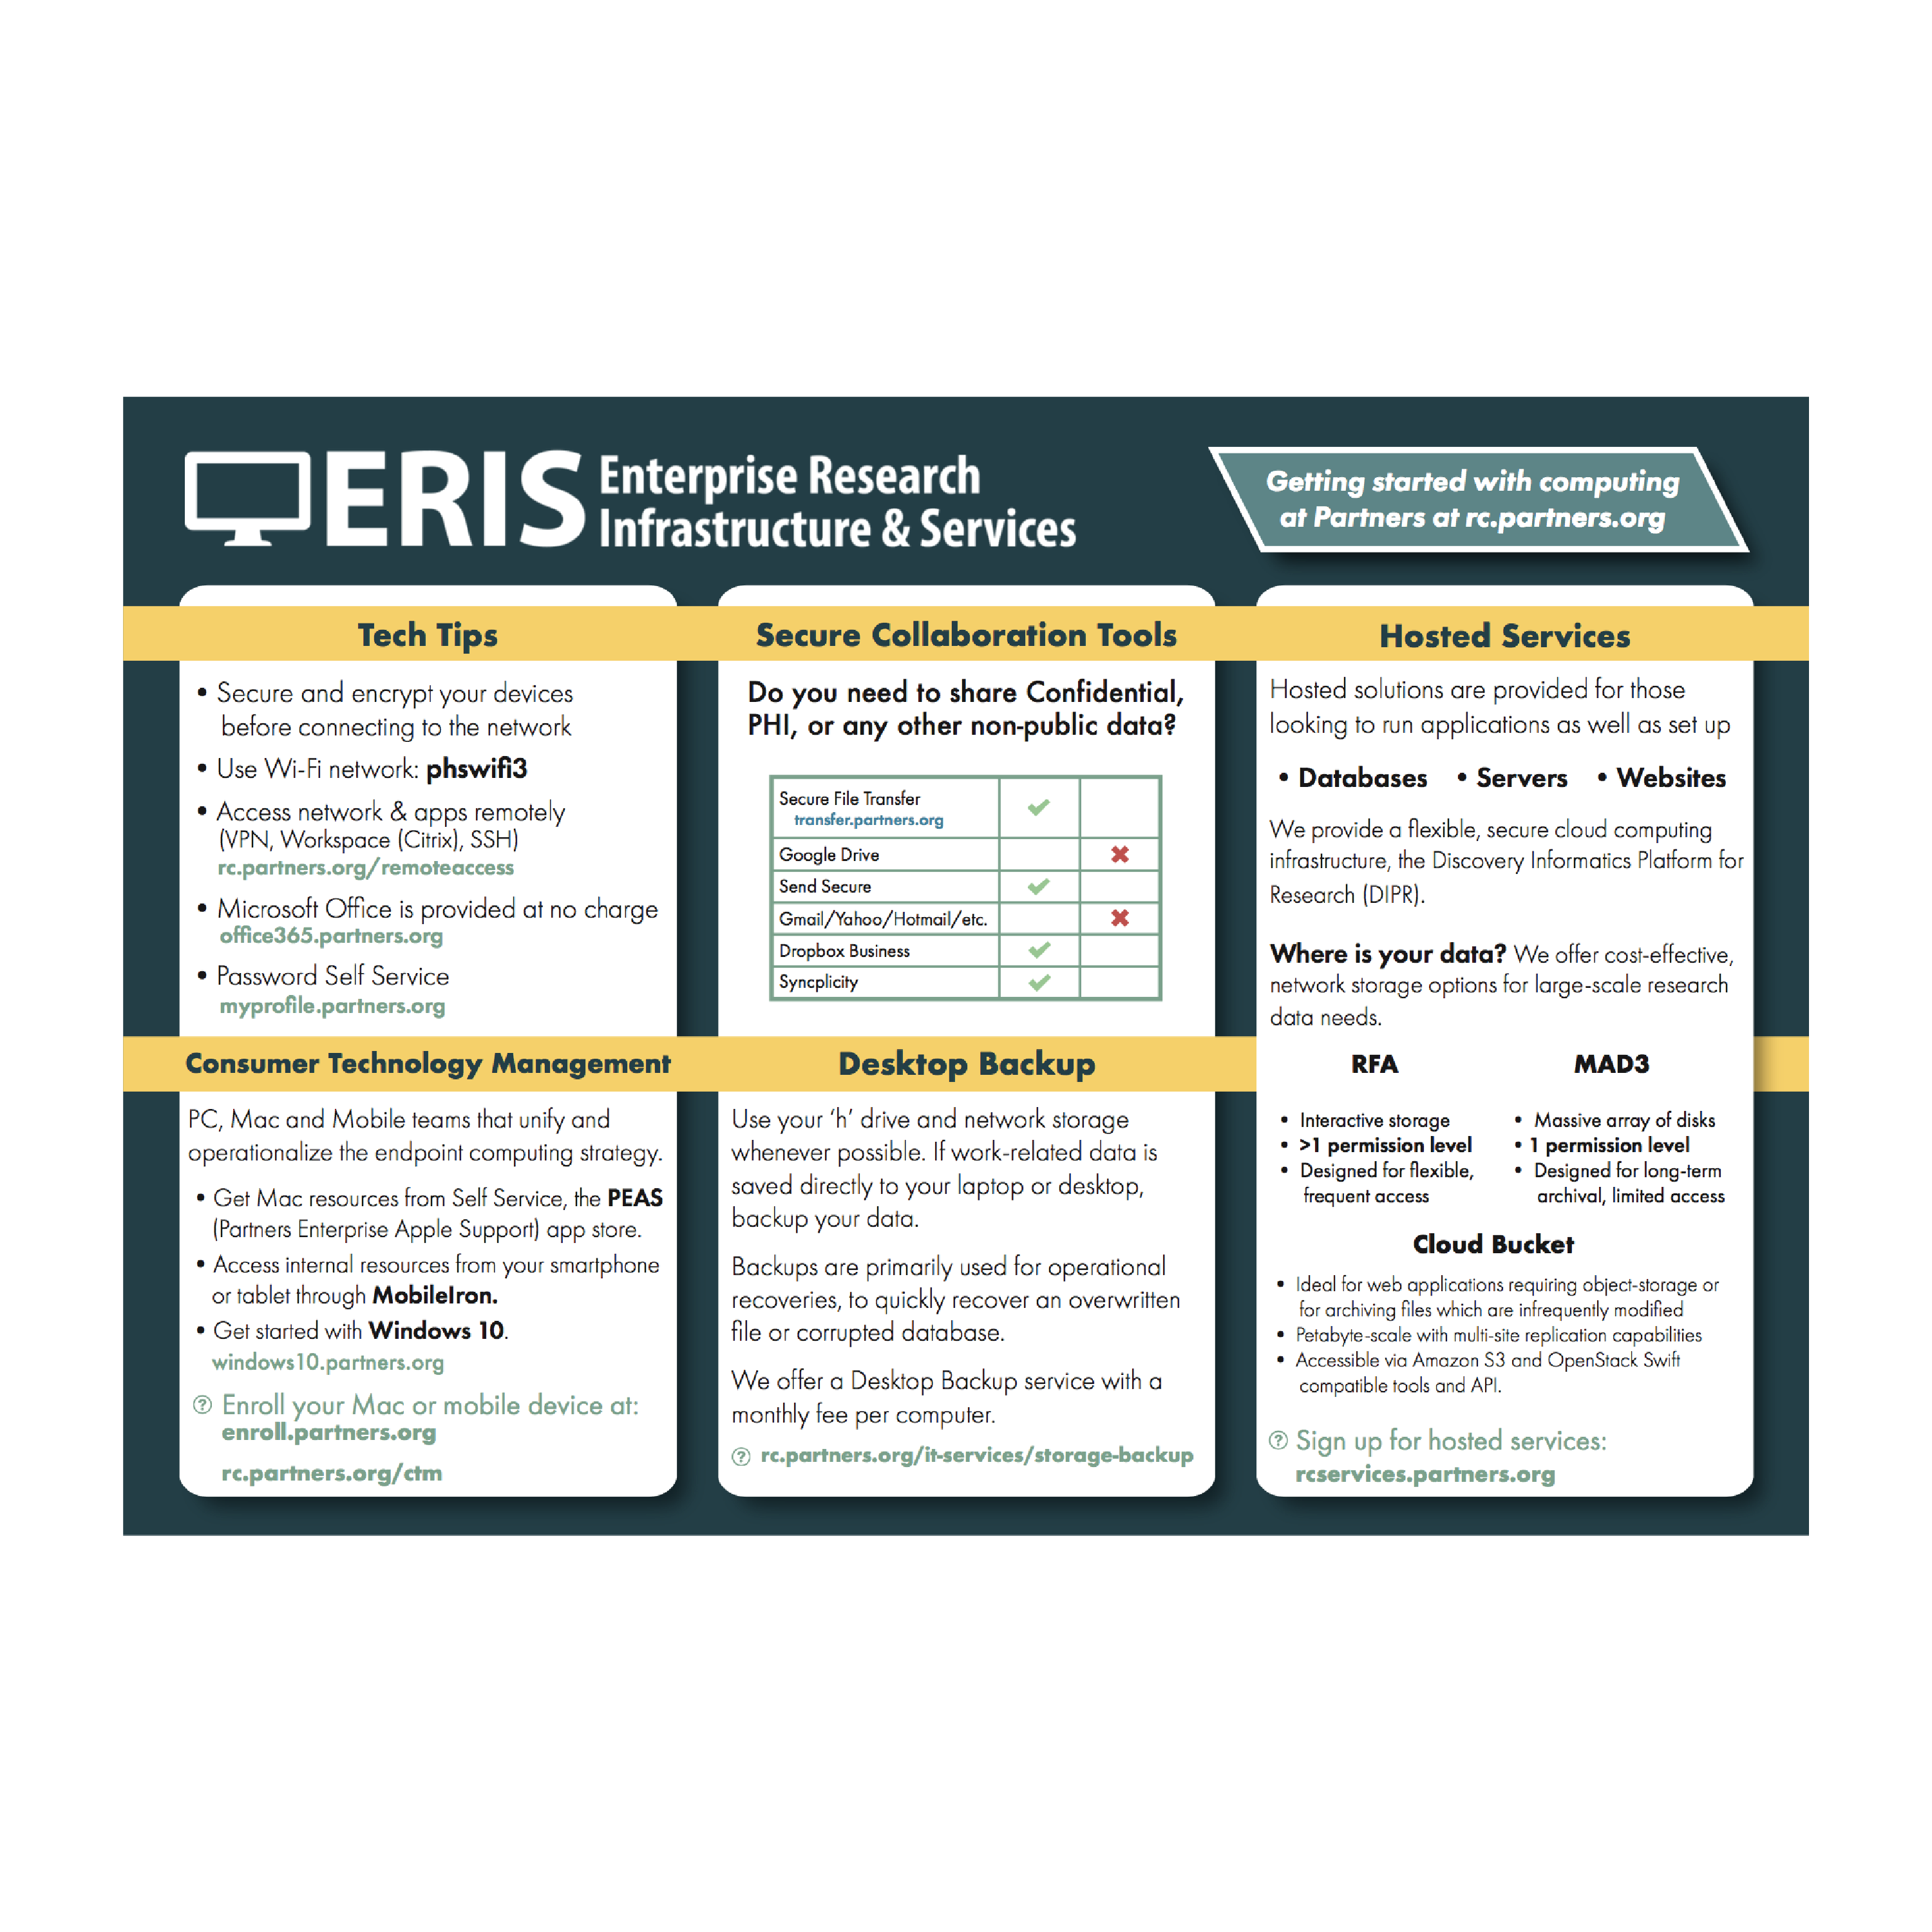 ERIS Enterprise Research
Infrastructure & Services
Getting started with computing
at Partners at rc.partners.org
Tech Tips
• Secure and encrypt your devices
before connecting to the network
• Use Wi-Fi network: phswifi3
• Access network & apps remotely
(VPN, Workspace (Citrix), SSH)
rc.partners.org/remoteaccess
• Microsoft Office is provided at no charge
office365.partners.org
• Password Self Service
myprofile.partners.org
Consumer Technology Management
PC, Mac and Mobile teams that unify and
operationalize the endpoint computing strategy.
• Get Mac resources from Self Service, the PEAS
(Partners Enterprise Apple Support) app store.
• Access internal resources from your smartphone
or tablet through MobileIron.
• Get started with Windows 10.
windows10.partners.org
? Enroll your Mac or mobile device at:
enroll.partners.org
rc.partners.org/ctm
Secure Collaboration Tools
Do you need to share Confidential,
PHI, or any other non-public data?
Secure File Transfer ✔
transfer.partners.org
Google Drive ✖
Send Secure ✔
Gmail/Yahoo/Hotmail/etc. ✖
Dropbox Business ✔
Syncplicity ✔
Desktop Backup
Use your ‘h’ drive and network storage
whenever possible. If work-related data is
saved directly to your laptop or desktop,
backup your data.
Backups are primarily used for operational
recoveries, to quickly recover an overwritten
file or corrupted database.
We offer a Desktop Backup service with a
monthly fee per computer.
? rc.partners.org/it-services/storage-backup
Hosted Services
Hosted solutions are provided for those
looking to run applications as well as set up
• Databases • Servers • Websites
We provide a flexible, secure cloud computing
infrastructure, the Discovery Informatics Platform for
Research (DIPR).
Where is your data? We offer cost-effective,
network storage options for large-scale research
data needs.
RFA
• Interactive storage
• >1 permission level
• Designed for flexible,
frequent access
MAD3
• Massive array of disks
• 1 permission level
• Designed for long-term
archival, limited access
Cloud Bucket
• Ideal for web applications requiring object-storage or
for archiving files which are infrequently modified
• Petabyte-scale with multi-site replication capabilities
• Accessible via Amazon S3 and OpenStack Swift
compatible tools and API.
? Sign up for hosted services:
rcservices.partners.org